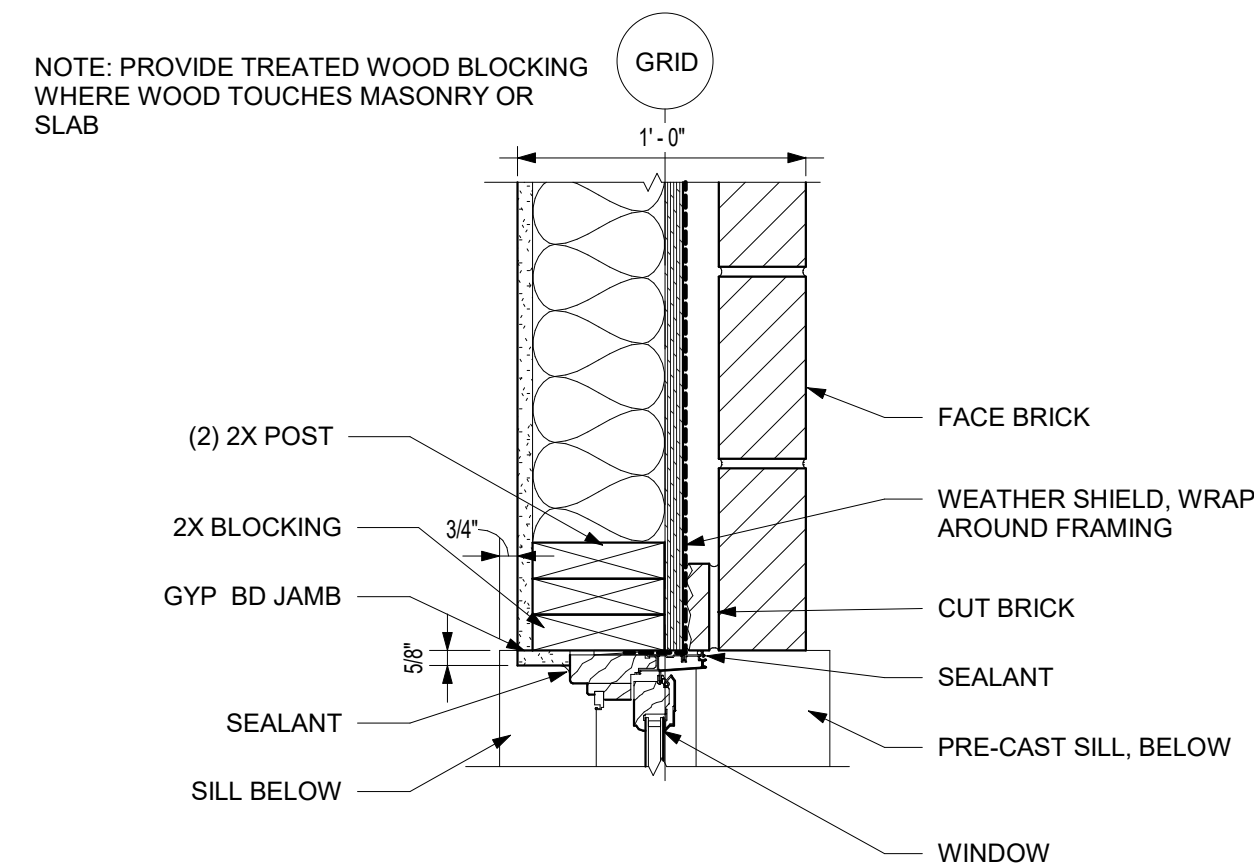 NOTE: PROVIDE TREATED WOOD BLOCKING
WHERE WOOD TOUCHES MASONRY OR
SLAB
GRID
1' - 0"
(2) 2X POST
2X BLOCKING
3/4"
GYP BD JAMB
5/8"
SEALANT
SILL BELOW
FACE BRICK
WEATHER SHIELD, WRAP
AROUND FRAMING
CUT BRICK
SEALANT
PRE-CAST SILL, BELOW
WINDOW